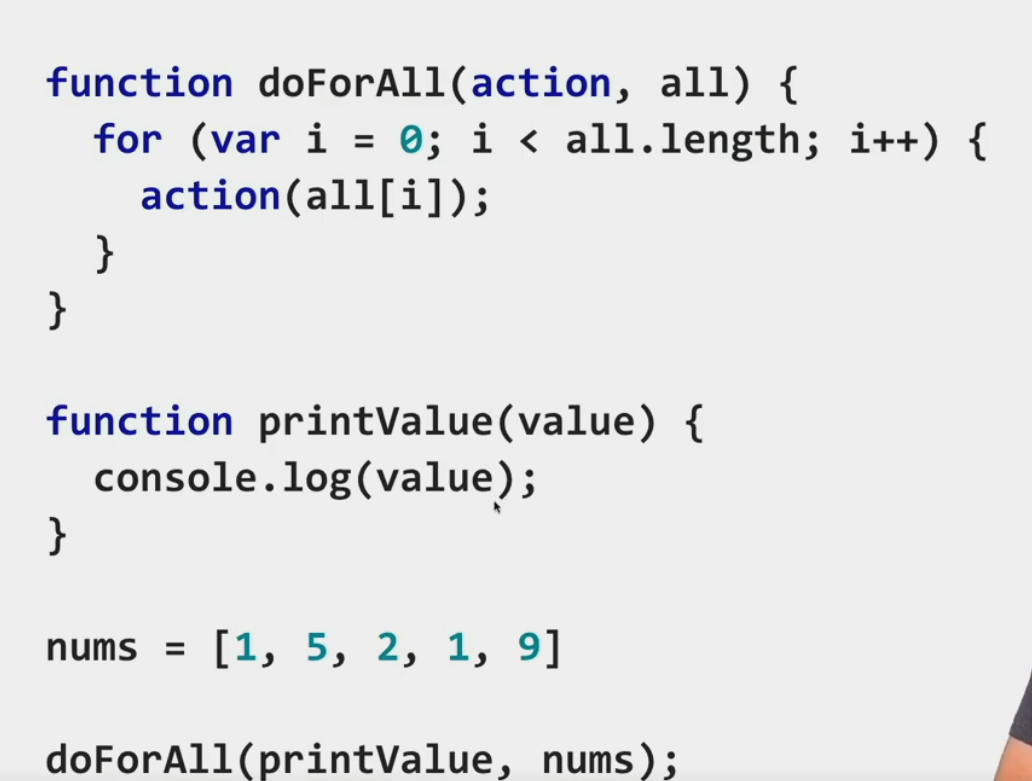 function doForAll(action, all) {
  for (var i = 0; i < all.length; i++) {
    action(all[i]);
  }
}

function printValue(value) {
  console.log(value);
}

nums = [1, 5, 2, 1, 9]

doForAll(printValue, nums);